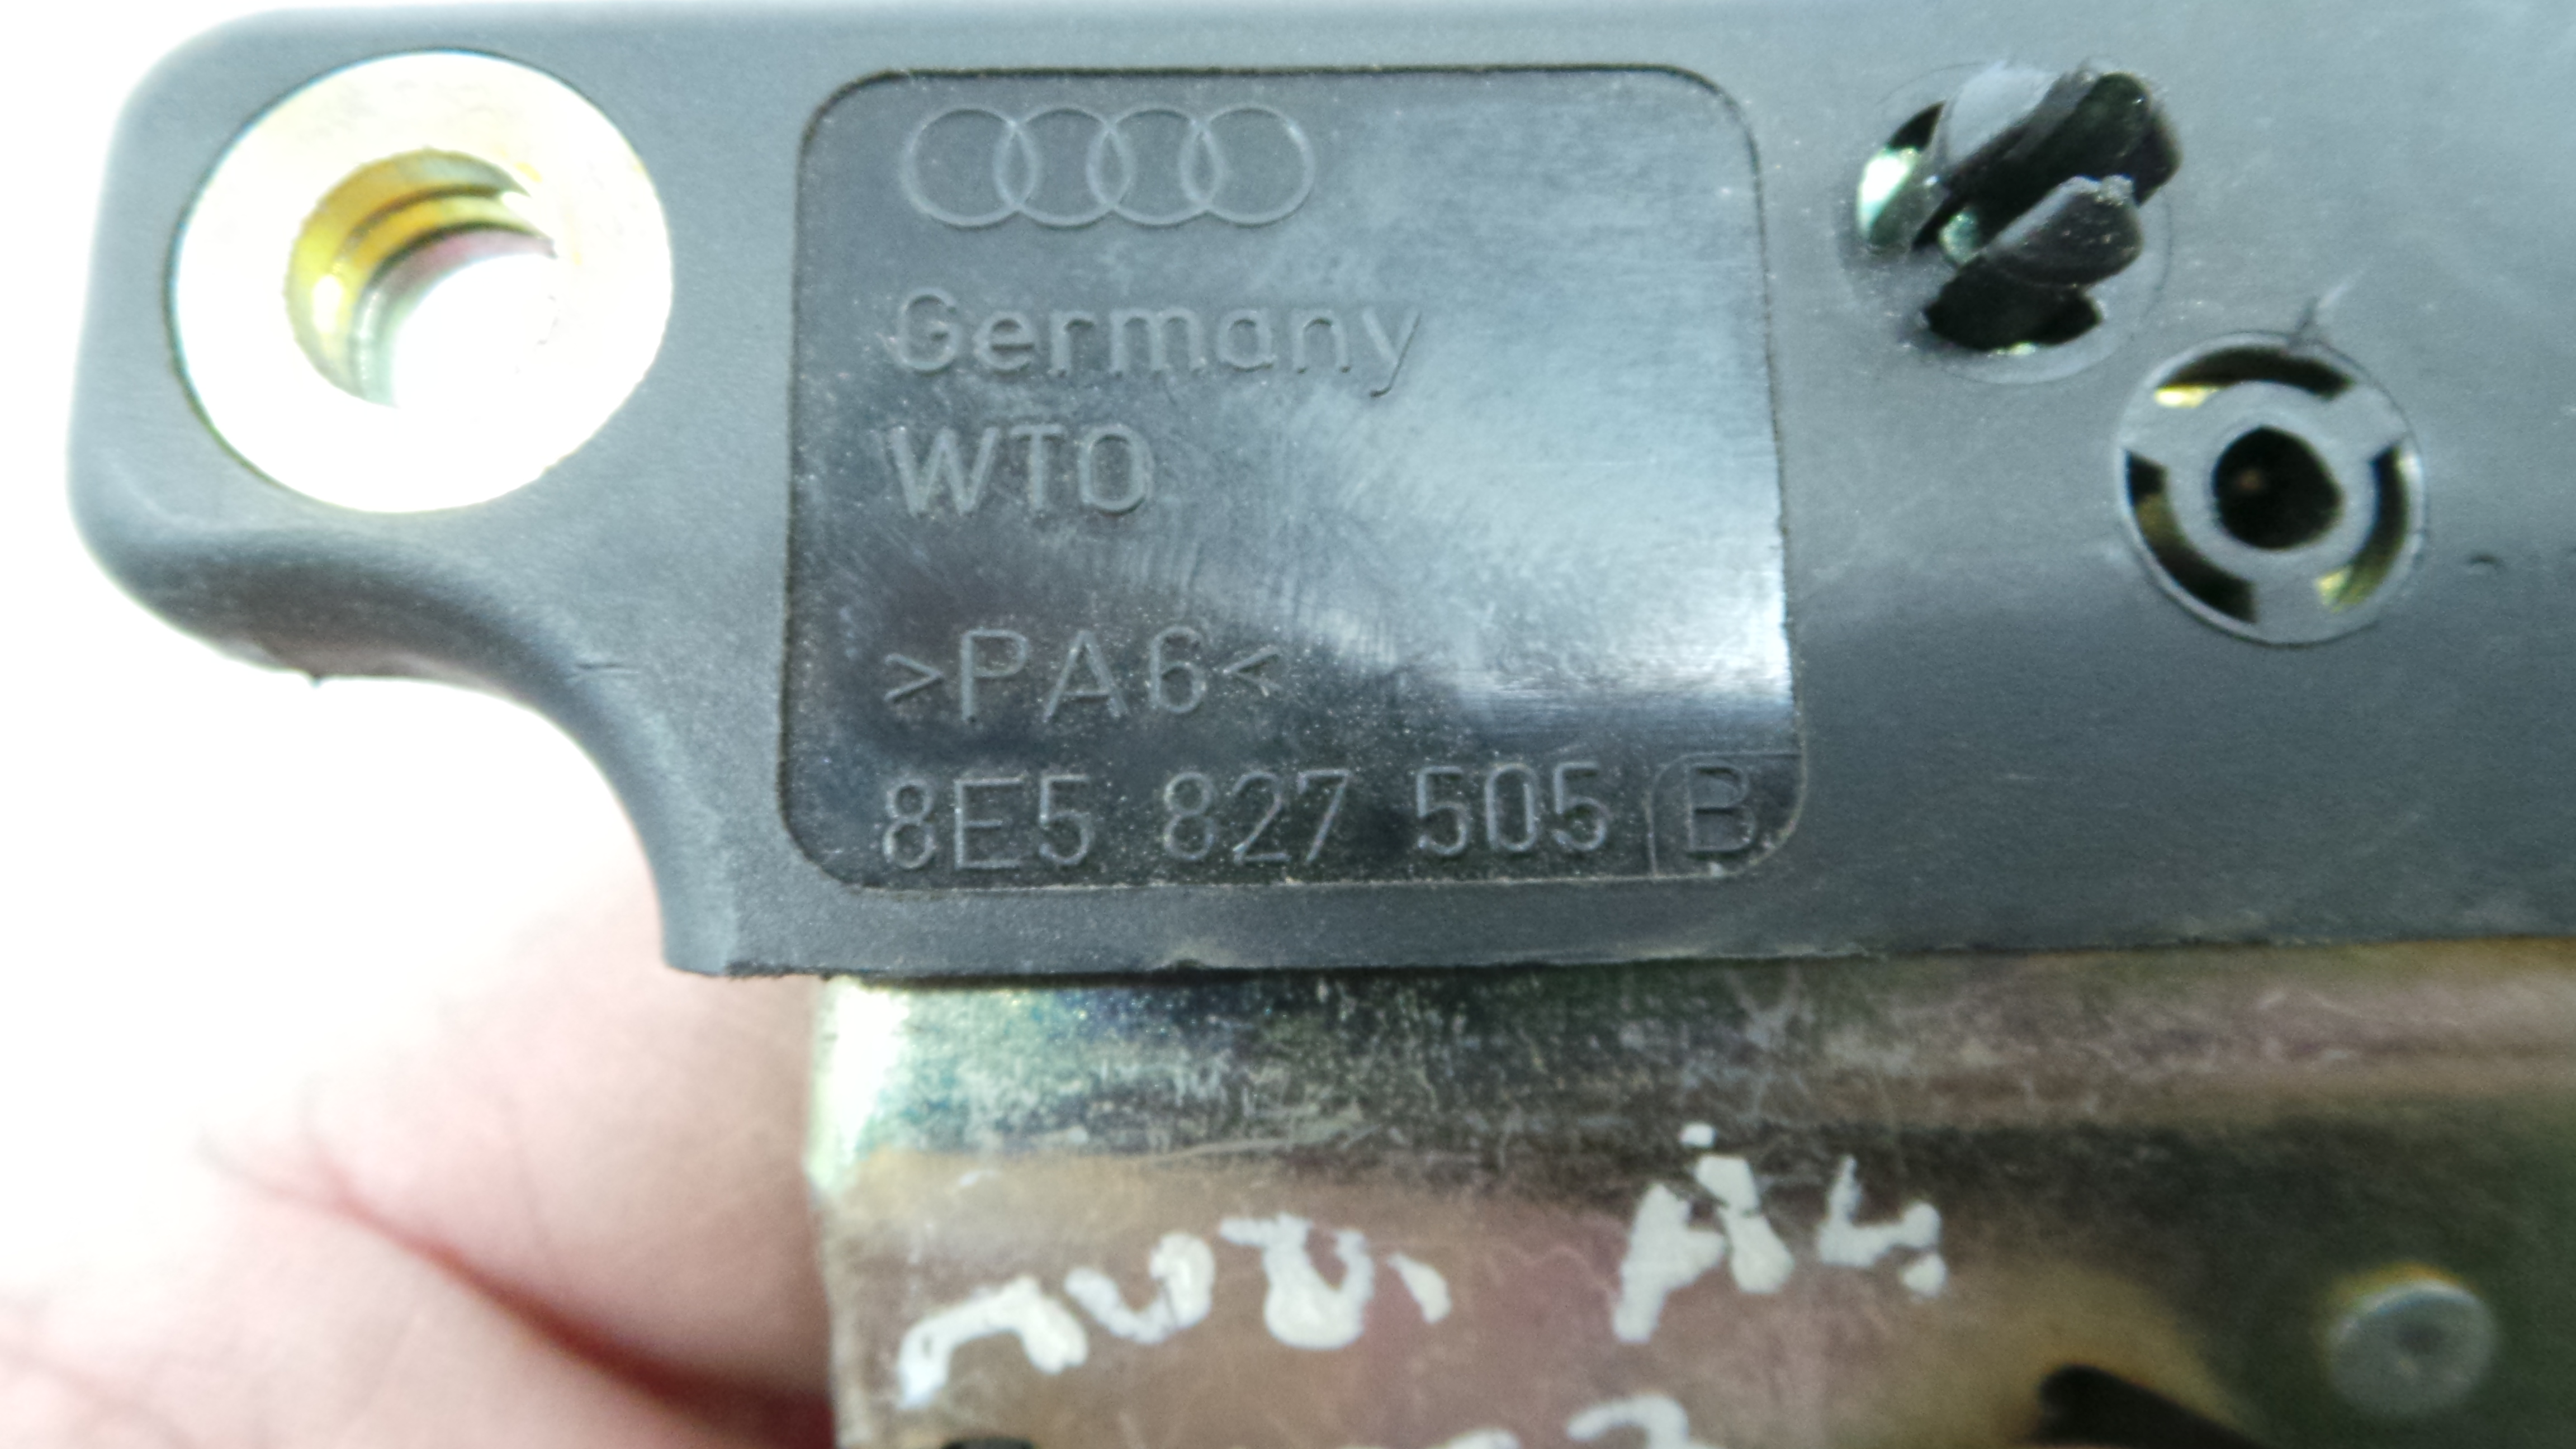 Germany
WTO
>PA6<
8E5 827 505 B
AUDI A4